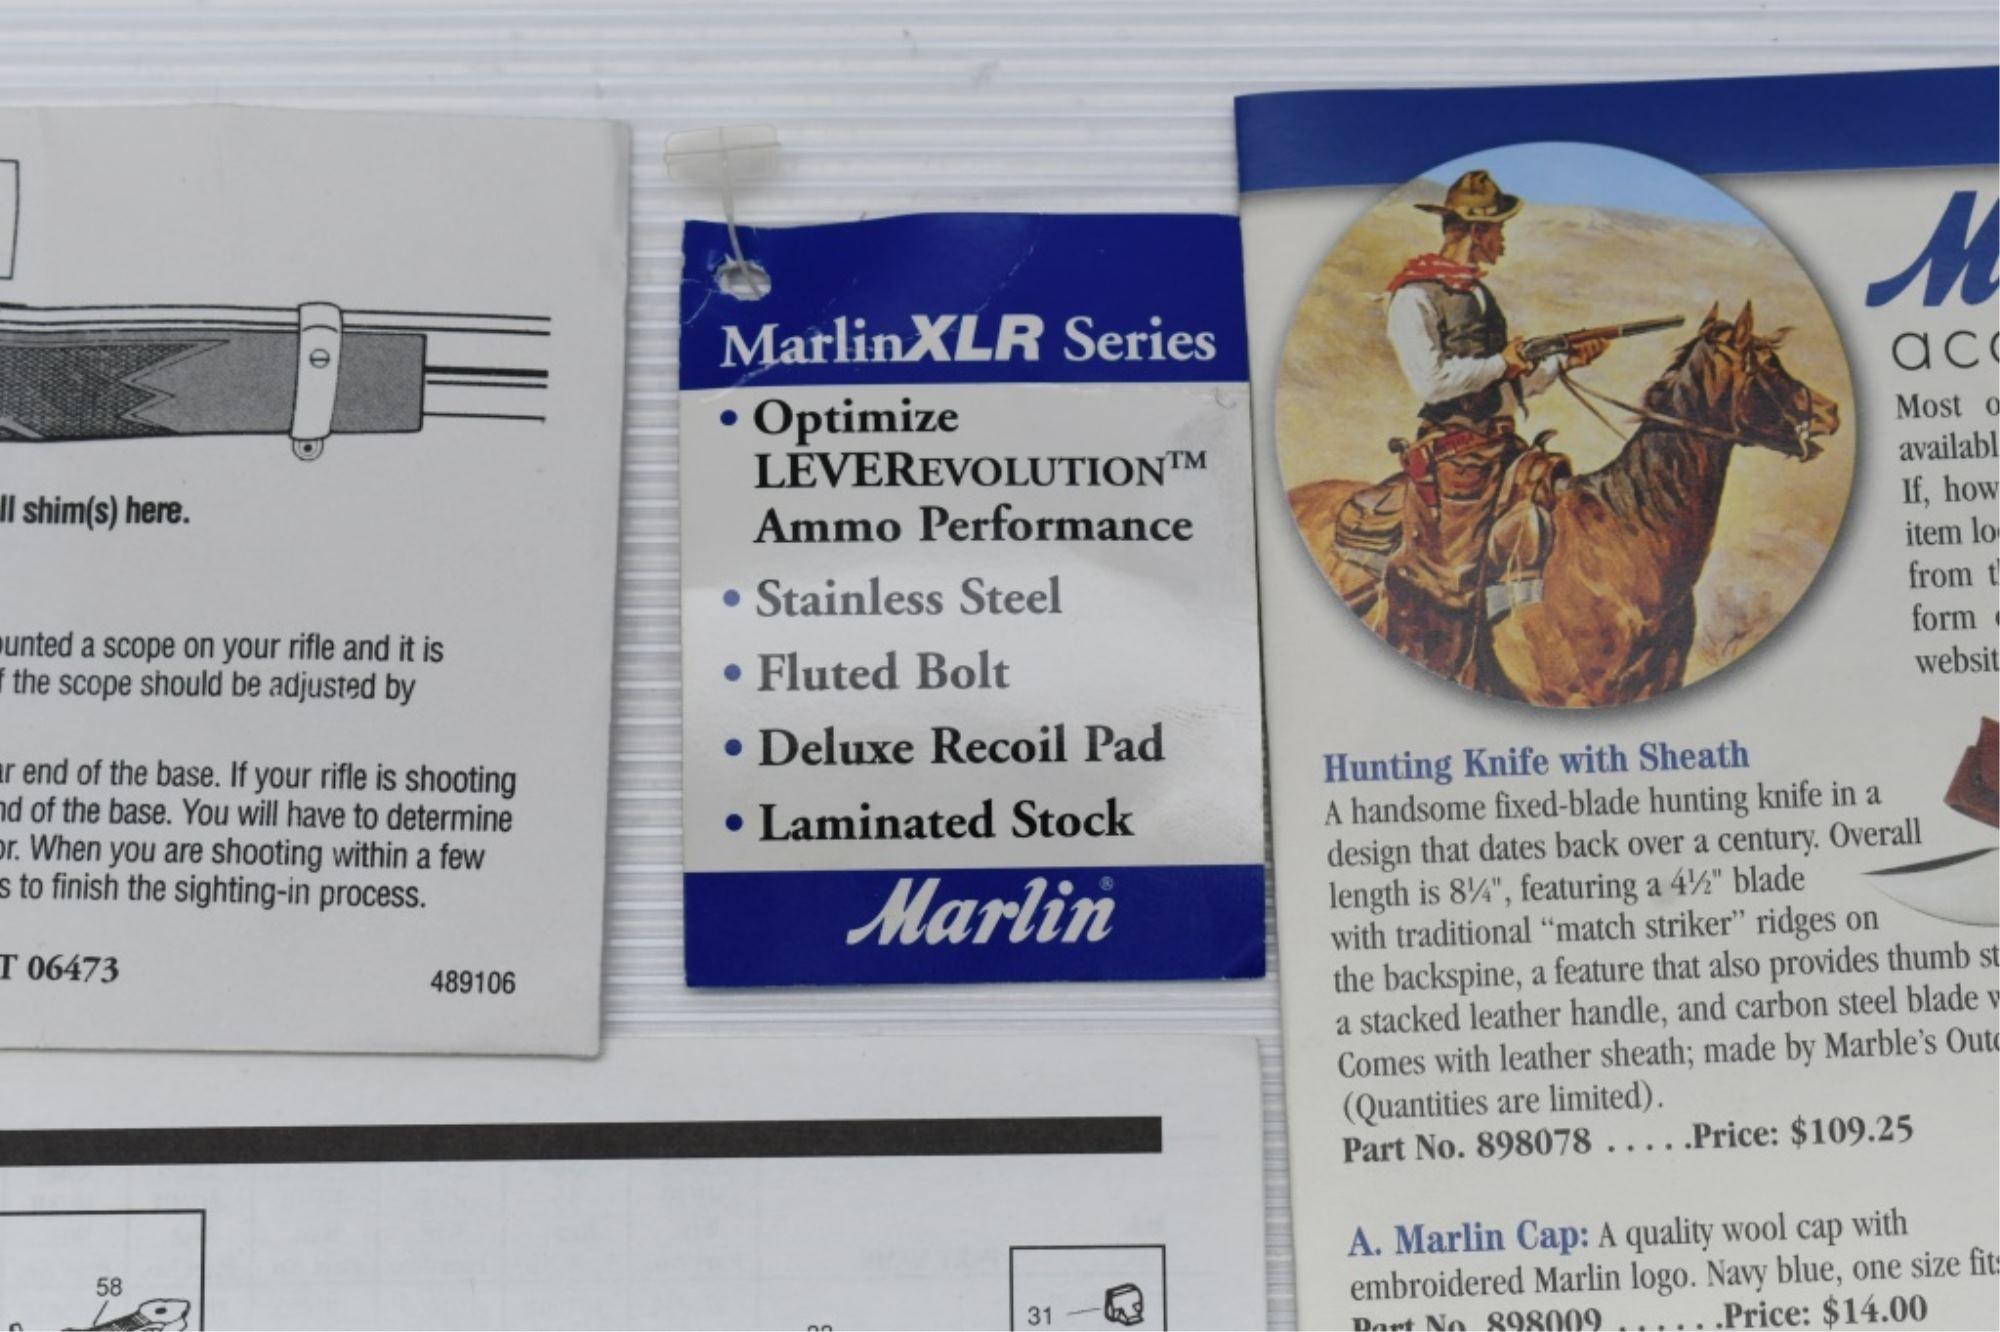 ll shim(s) here.
unted a scope on your rifle and it is
f the scope should be adjusted by
r end of the base. If your rifle is shooting
nd of the base. You will have to determine
or. When you are shooting within a few
s to finish the sighting-in process.
T 06473
489106
58
31
MarlinXLR Series
• Optimize
LEVEREVOLUTION™
Ammo Performance
• Stainless Steel
• Fluted Bolt
• Deluxe Recoil Pad
• Laminated Stock
Marlin®
M
acc
Most o
availabl
If, how
item lo
from t
form
websit
Hunting Knife with Sheath
A handsome fixed-blade hunting knife in a
design that dates back over a century. Overall
length is 8¼", featuring a 4½" blade
with traditional “match striker” ridges on
the backspine, a feature that also provides thumb st
a stacked leather handle, and carbon steel blade w
Comes with leather sheath; made by Marble's Outd
(Quantities are limited).
Part No. 898078 . . . . .Price: $109.25
A. Marlin Cap: A quality wool cap with
embroidered Marlin logo. Navy blue, one size fits
Part No. 898009 . . . . . .Price: $14.00